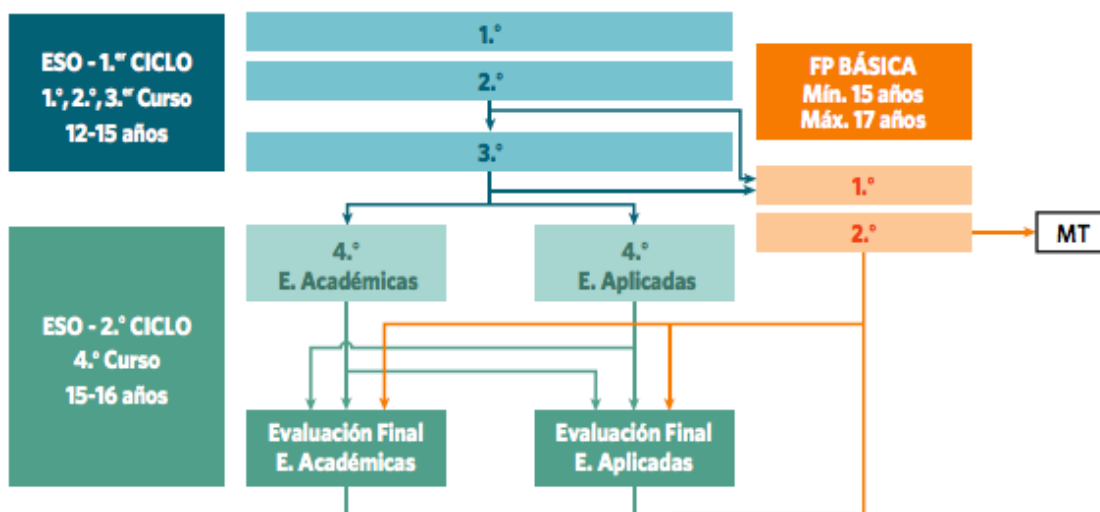 ESO - 1.er CICLO
1.º, 2.º, 3.er Curso
12-15 años
1.º
2.º
3.º
FP BÁSICA
Mín. 15 años
Máx. 17 años
1.º
2.º
MT
4.º
E. Académicas
4.º
E. Aplicadas
ESO - 2.º CICLO
4.º Curso
15-16 años
Evaluación Final
E. Académicas
Evaluación Final
E. Aplicadas